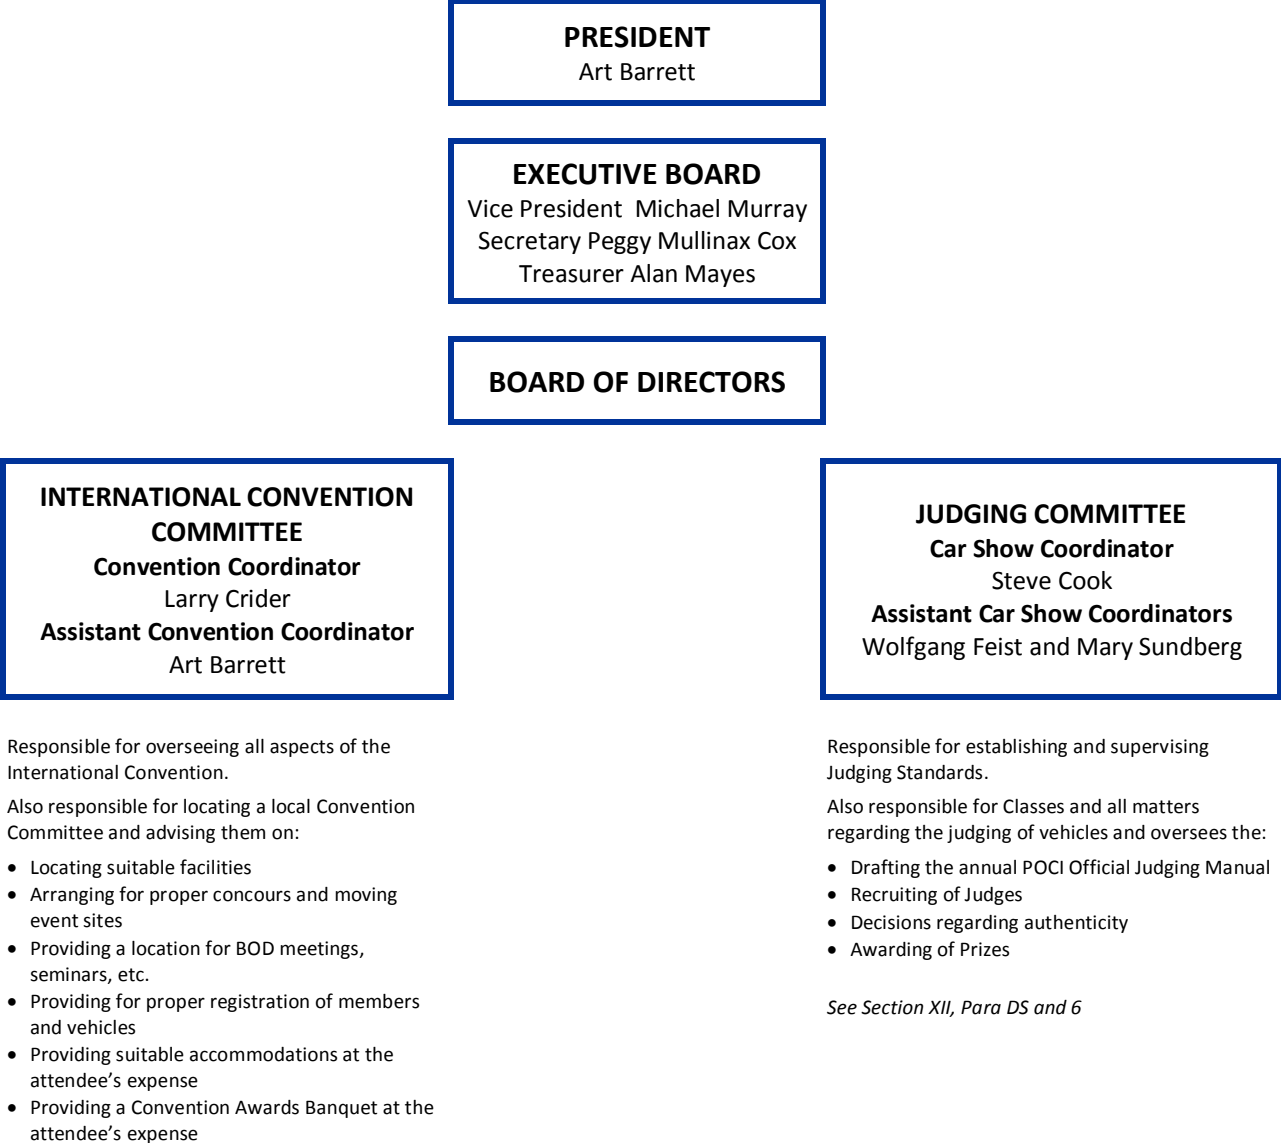 PRESIDENT
Art Barrett
EXECUTIVE BOARD
Vice President  Michael Murray
Secretary Peggy Mullinax Cox
Treasurer Alan Mayes
BOARD OF DIRECTORS
INTERNATIONAL CONVENTION
COMMITTEE
Convention Coordinator
Larry Crider
Assistant Convention Coordinator
Art Barrett
JUDGING COMMITTEE
Car Show Coordinator
Steve Cook
Assistant Car Show Coordinators
Wolfgang Feist and Mary Sundberg
Responsible for overseeing all aspects of the
International Convention.
Also responsible for locating a local Convention
Committee and advising them on:
• Locating suitable facilities
• Arranging for proper concours and moving
event sites
• Providing a location for BOD meetings,
seminars, etc.
• Providing for proper registration of members
and vehicles
• Providing suitable accommodations at the
attendee’s expense
• Providing a Convention Awards Banquet at the
attendee’s expense
Responsible for establishing and supervising
Judging Standards.
Also responsible for Classes and all matters
regarding the judging of vehicles and oversees the:
• Drafting the annual POCI Official Judging Manual
• Recruiting of Judges
• Decisions regarding authenticity
• Awarding of Prizes
See Section XII, Para DS and 6